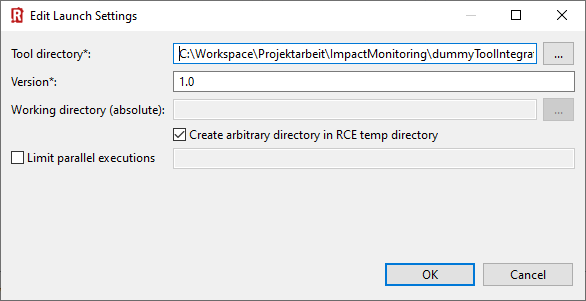 Edit Launch Settings
Tool directory*: C:\Workspace\Projektarbeit\ImpactMonitoring\dummyToolIntegra ...
Version*: 1.0
Working directory (absolute): ...
Create arbitrary directory in RCE temp directory
Limit parallel executions
OK Cancel